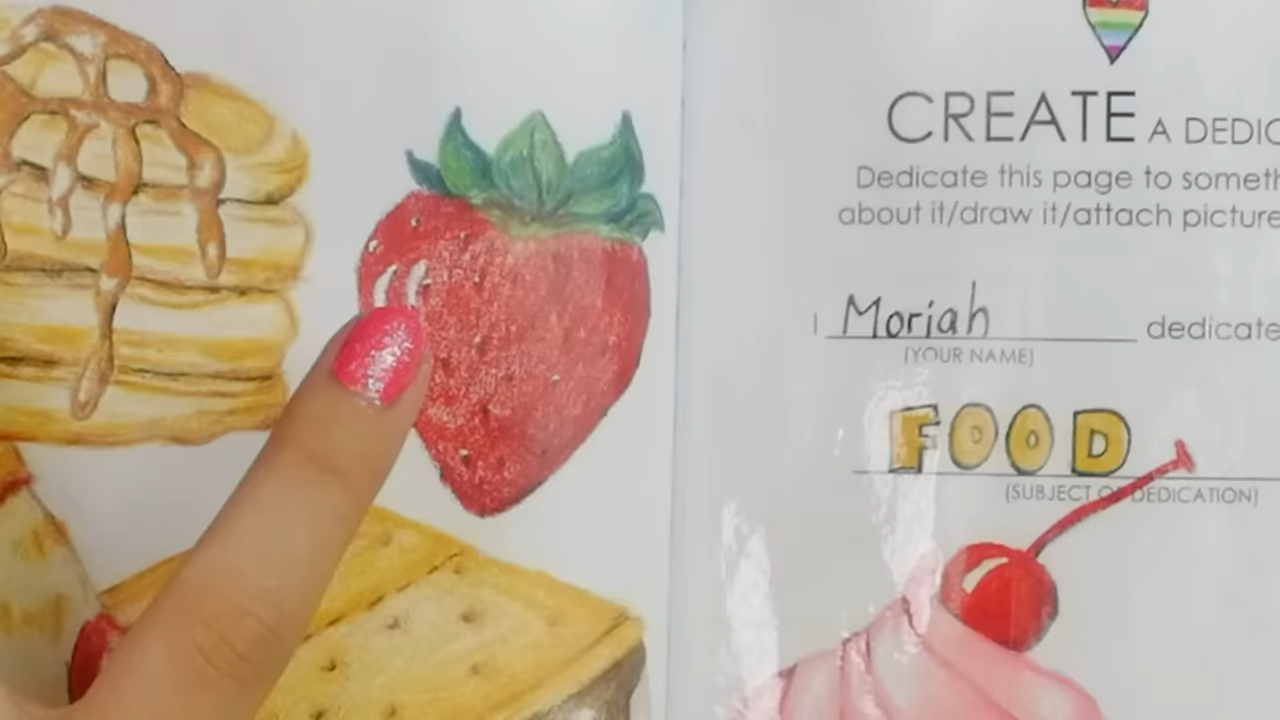 CREATE A DEDIC
Dedicate this page to someth
about it/draw it/attach picture
I Moriah dedicate
(YOUR NAME)
FOOD
(SUBJECT OF DEDICATION)